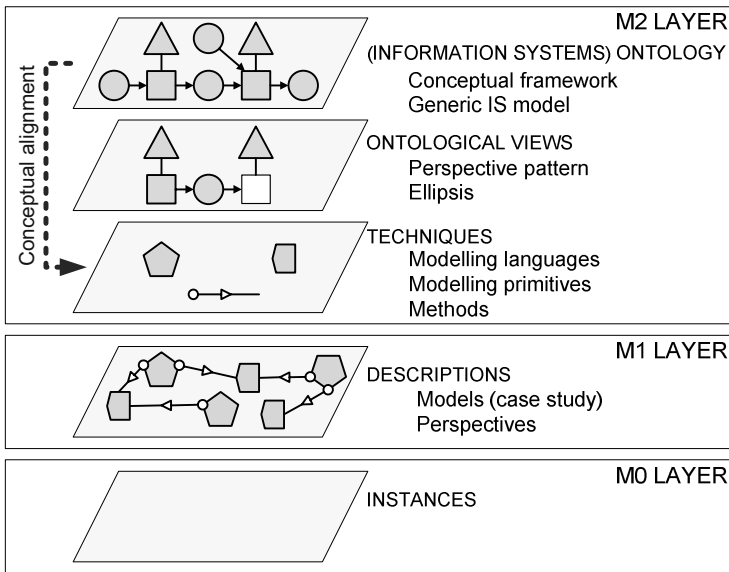 M2 LAYER
(INFORMATION SYSTEMS) ONTOLOGY
Conceptual framework
Generic IS model
Conceptual alignment
ONTOLOGICAL VIEWS
Perspective pattern
Ellipsis
TECHNIQUES
Modelling languages
Modelling primitives
Methods
M1 LAYER
DESCRIPTIONS
Models (case study)
Perspectives
M0 LAYER
INSTANCES